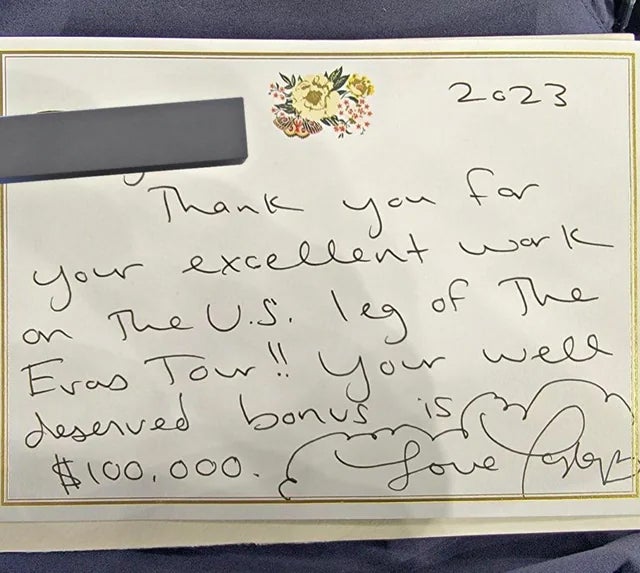 2023
Thank you for
your excellent work
on The U.S. leg of The
Eras Tour!! Your well
deserved bonus is
$100,000.
Love